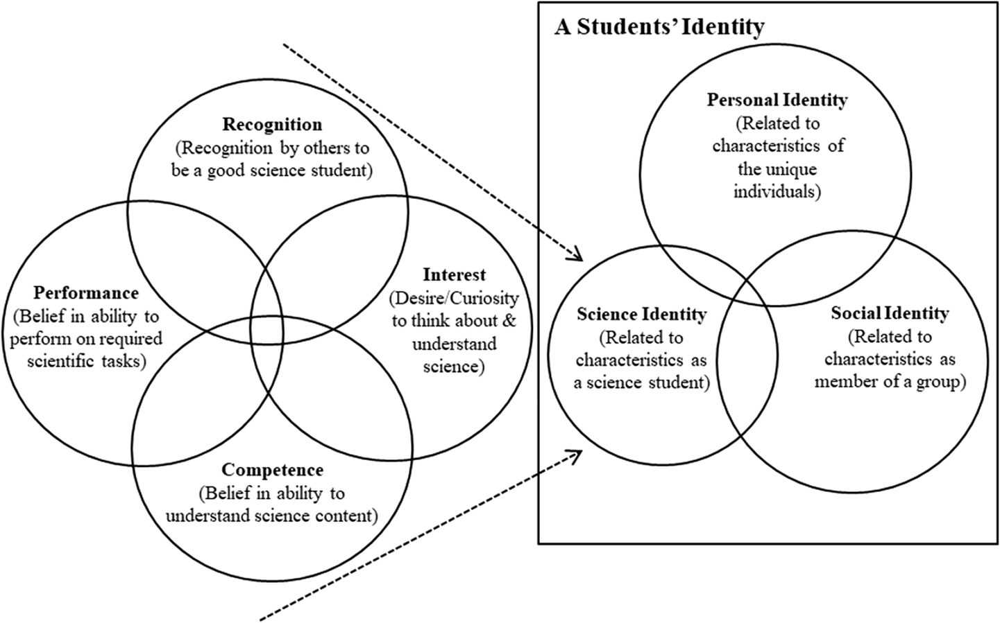 A Students' Identity
Personal Identity
(Related to
characteristics of
the unique
individuals)
Recognition
(Recognition by others to
be a good science student)
Interest
(Desire/Curiosity
to think about &
understand
science)
Performance
(Belief in ability to
perform on required
scientific tasks)
Competence
(Belief in ability to
understand science content)
Science Identity
(Related to
characteristics as
a science student)
Social Identity
(Related to
characteristics as
member of a group)